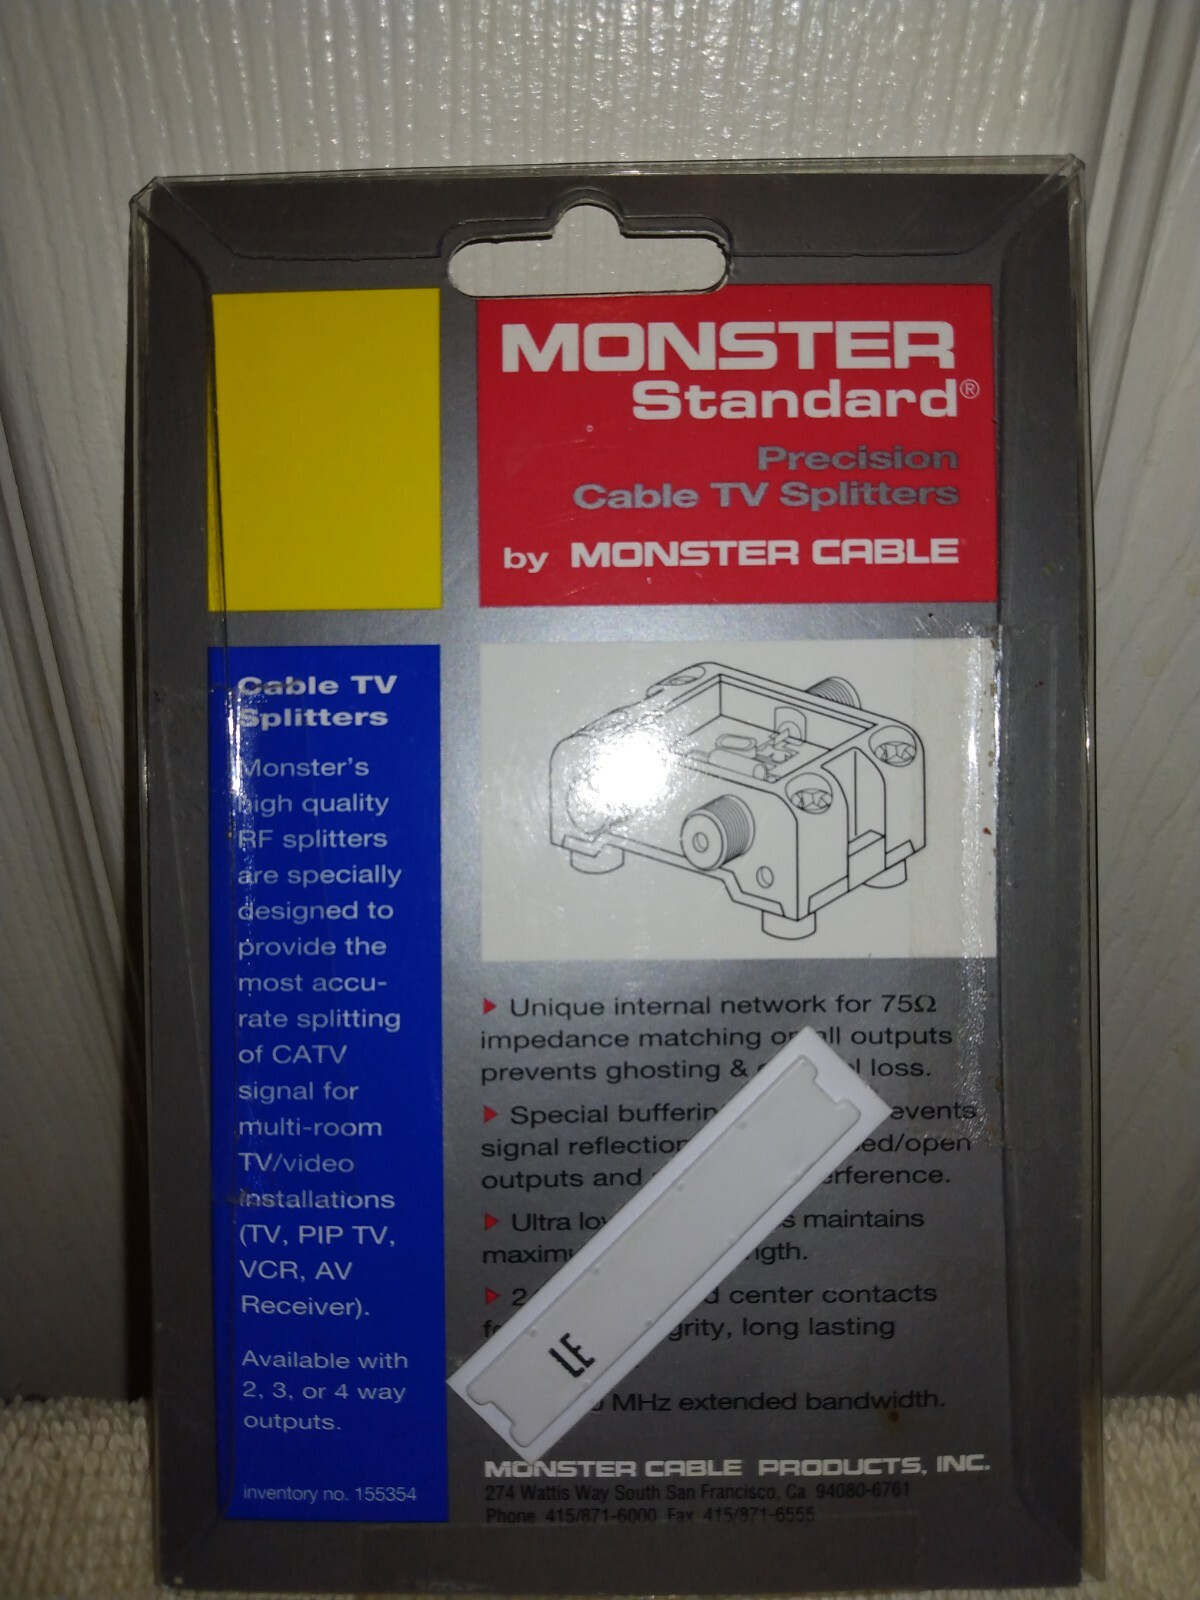 MONSTER
Standard®
Precision
Cable TV Splitters
by MONSTER CABLE
Cable TV
Splitters
Monster's
high quality
RF splitters
are specially
designed to
provide the
most accu-
rate splitting
of CATV
signal for
multi-room
TV/video
installations
(TV, PIP TV,
VCR, AV
Receiver).
Available with
2, 3, or 4 way
outputs.
inventory no. 155354
▶ Unique internal network for 75Ω
impedance matching on all outputs
prevents ghosting & loss.
▶ Special
signal
outputs and
▶ Ultra maintains
▶ 2 center contacts
long lasting
MHz extended bandwidth.
LE
MONSTER CABLE PRODUCTS, INC.
274 Wattis Way South San Francisco, Ca 94080-6761
Phone 415/871-6000 Fax 415/871-6555